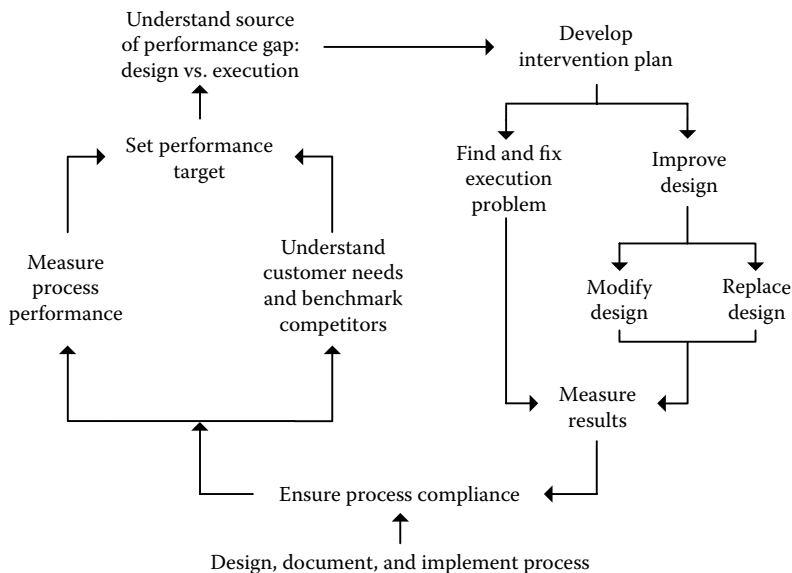 Understand source
of performance gap:
design vs. execution
Develop
intervention plan
Set performance
target
Find and fix
execution
problem
Improve
design
Measure
process
performance
Understand
customer needs
and benchmark
competitors
Modify
design
Replace
design
Measure
results
Ensure process compliance
Design, document, and implement process